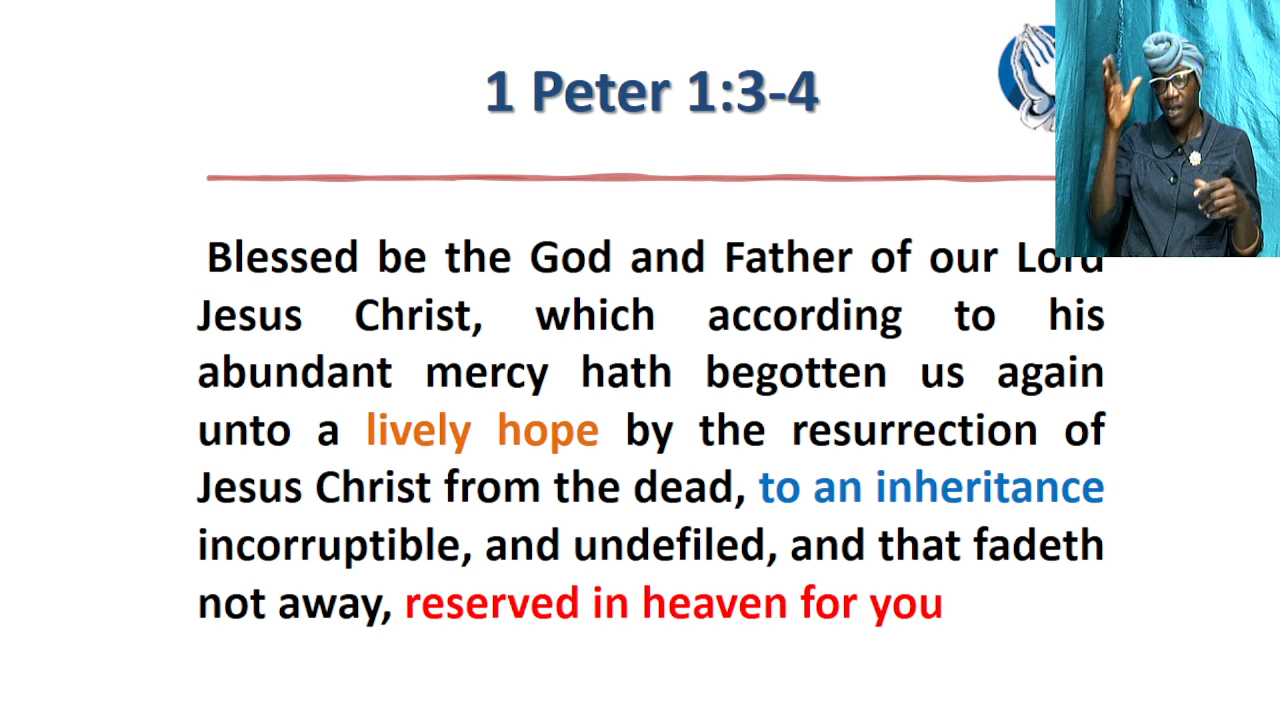 1 Peter 1:3-4
Blessed be the God and Father of our Lord
Jesus Christ, which according to his
abundant mercy hath begotten us again
unto a lively hope by the resurrection of
Jesus Christ from the dead, to an inheritance
incorruptible, and undefiled, and that fadeth
not away, reserved in heaven for you